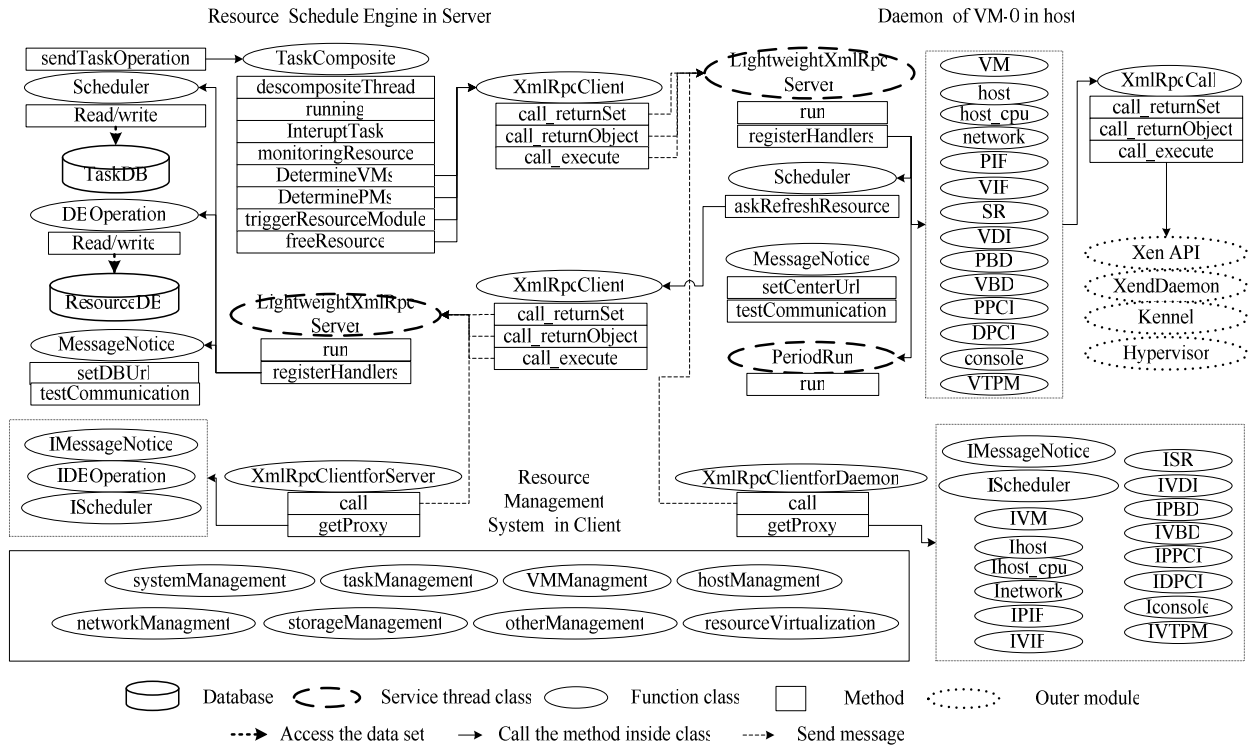 Resource Schedule Engine in Server
Daemon of VM-0 in host
sendTaskOperation
Scheduler
Read/write
TaskDB
DEOperation
Read/write
ResourceDE
MessageNotice
setDBUrl
testCommunication
TaskComposite
descompositeThread
running
InteruptTask
monitoringResource
DetermineVMs
DeterminePMs
triggerResourceModule
freeResource
LightweightXmlRpc
Server
run
registerHandlers
XmlRpcClient
call_returnSet
call_returnObject
call_execute
XmlRpcClient
call_returnSet
call_returnObject
call_execute
LightweightXmlRpc
Server
run
registerHandlers
Scheduler
askRefreshResource
MessageNotice
setCenterUrl
testCommunication
PeriodRun
run
VM
host
host_cpu
network
PIF
VIF
SR
VDI
PBD
VBD
PPCI
DPCI
console
VTPM
XmlRpcCall
call_returnSet
call_returnObject
call_execute
Xen API
XendDaemon
Kennel
Hypervisor
IMessageNotice
IDEOperation
IScheduler
XmlRpcClientforServer
call
getProxy
Resource
Management
System in Client
XmlRpcClientforDaemon
call
getProxy
IMessageNotice
IScheduler
IVM
Ihost
Ihost_cpu
Inetwork
IPIF
IVIF
ISR
IVDI
IPBD
IVBD
IPPCI
IDPCI
Iconsole
IVTPM
systemManagement
taskManagement
VMManagment
hostManagment
networkManagment
storageManagement
otherManagement
resourceVirtualization
Database
Service thread class
Function class
Method
Outer module
Access the data set
Call the method inside class
Send message